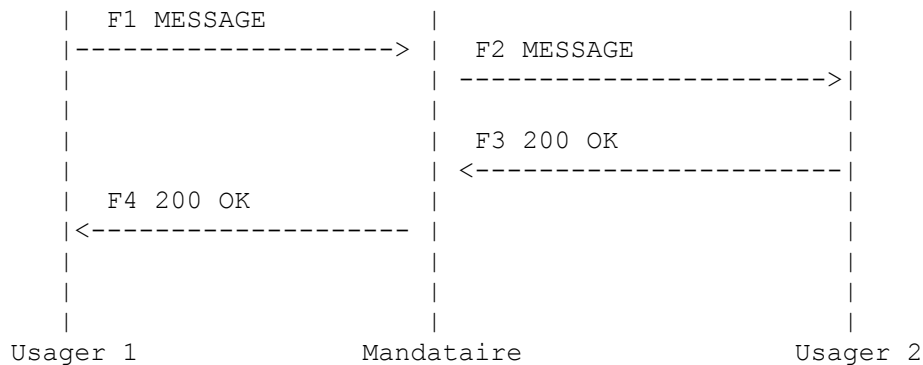 F1 MESSAGE
F2 MESSAGE
F3 200 OK
F4 200 OK
Usager 1 Mandataire Usager 2